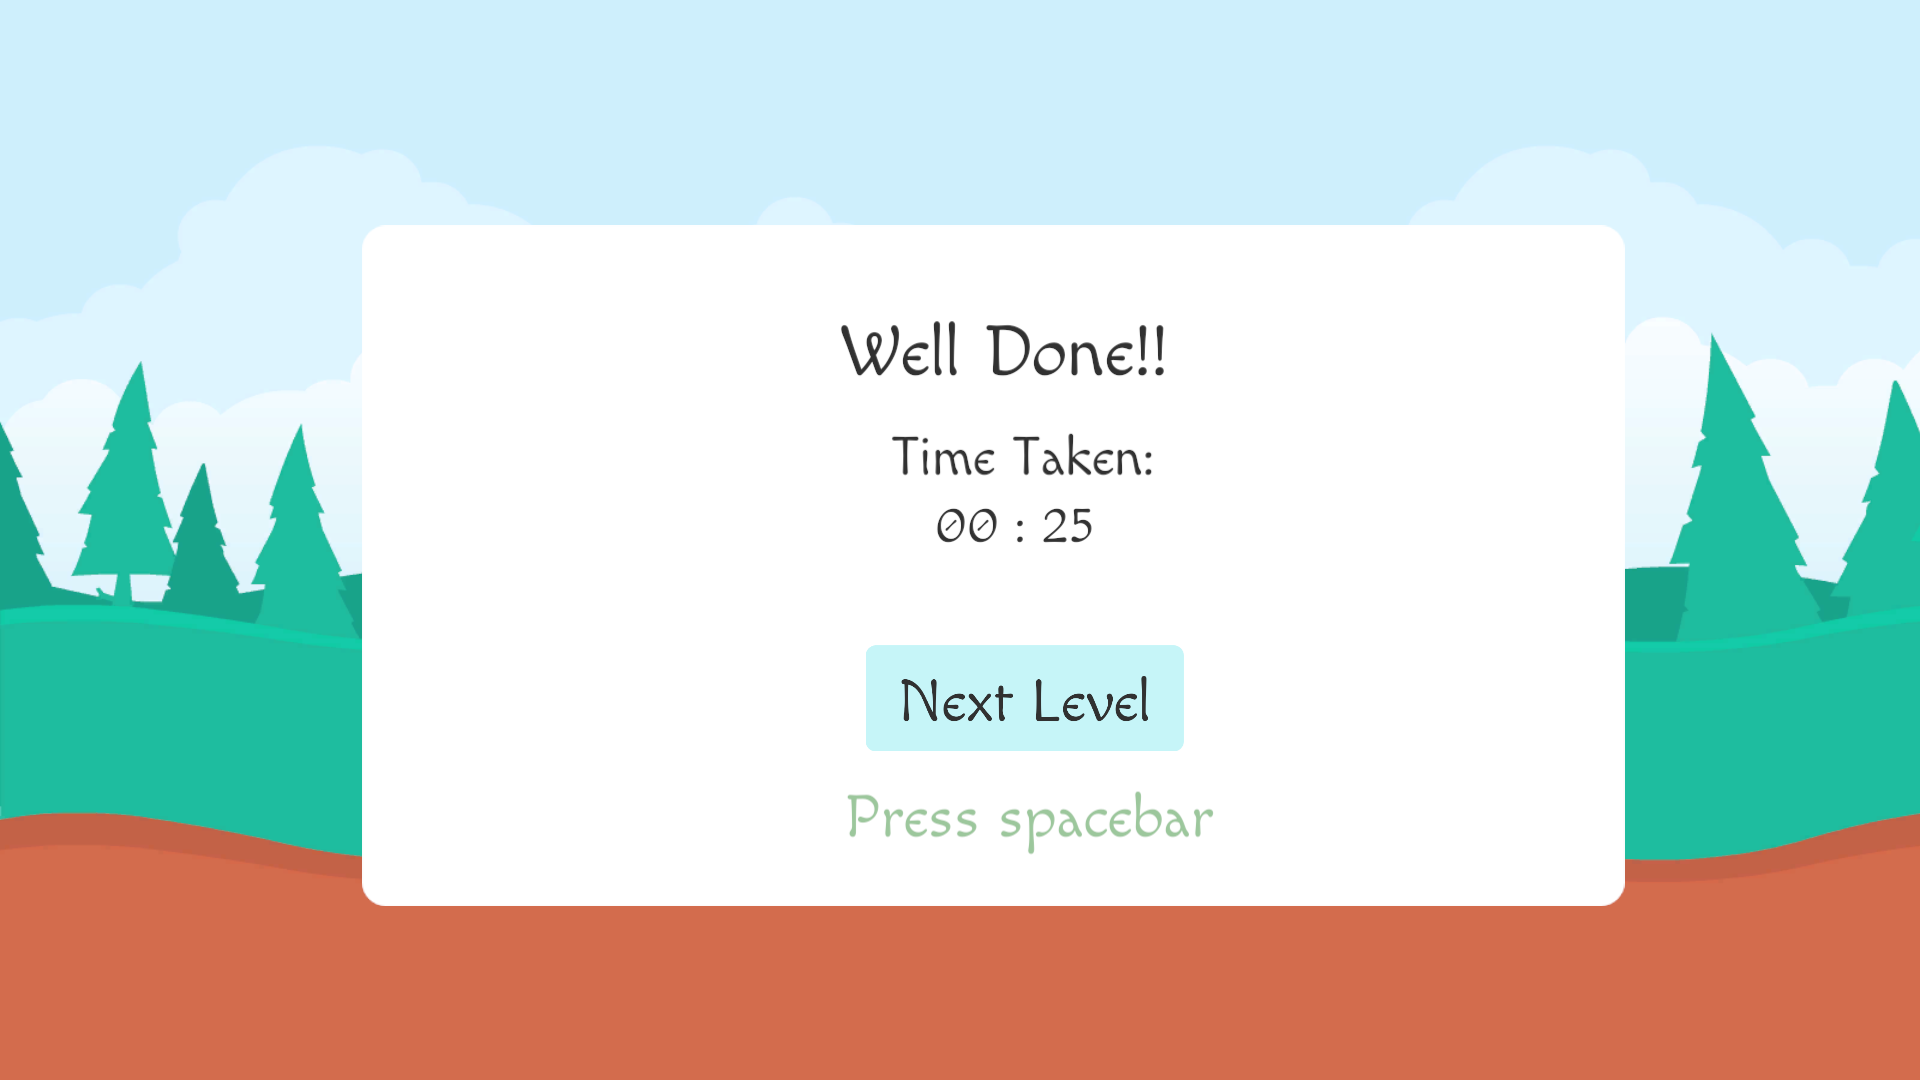 Well Done!!
Time Taken:
00 : 25
Next Level
Press spacebar